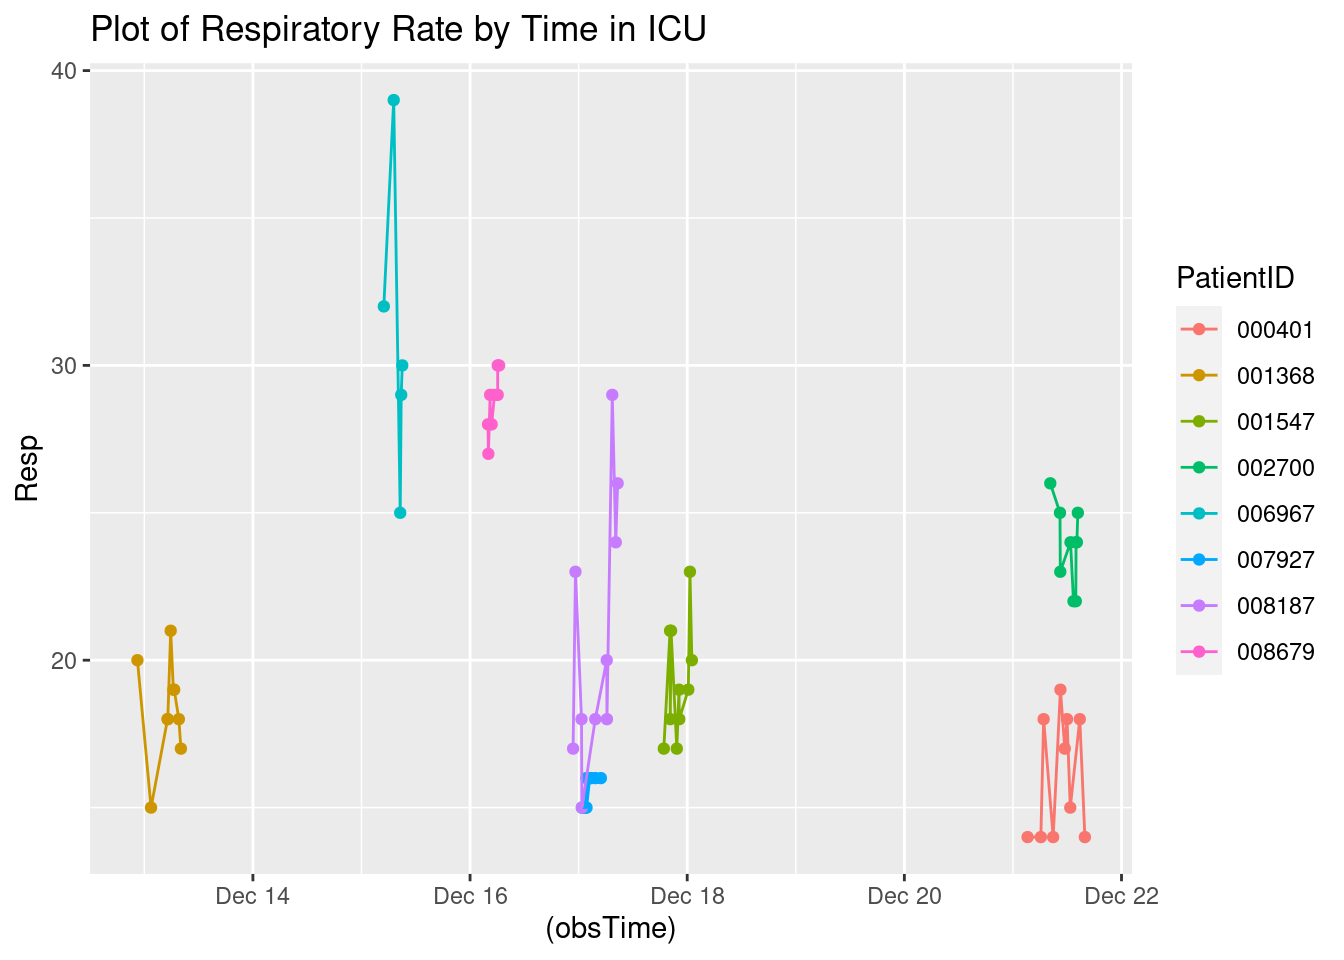 Plot of Respiratory Rate by Time in ICU
40
30
20
Resp
Dec 14
Dec 16
Dec 18
Dec 20
Dec 22
(obsTime)
PatientID
000401
001368
001547
002700
006967
007927
008187
008679